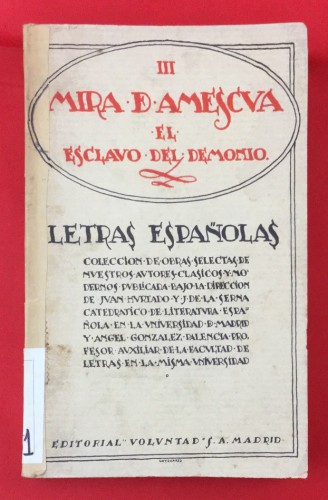 III
MIRA·D·AMESCVA
·EL·
ESCLAVO·DEL·DEMONIO·
LETRAS ESPAÑOLAS
COLECCION·DE·OBRAS·SELECTAS·DE
NVESTROS·AVTORES·CLASICOS·Y·MO
DERNOS·PVBLICADA·BAJO·LA·DIRECCION
DE·JVAN·HVRTADO·Y·J·DE·LA·SERNA
CATEDRATICO·DE·LITERATVRA·ESPA
ÑOLA·EN·LA·VNIVERSIDAD·D·MADRID
Y·ANGEL·GONZALEZ·PALENCIA·PRO
FESOR·AVXILIAR·DE·LA·FACVLTAD·DE
LETRAS·EN·LA·MISMA·VNIVERSIDAD
1
EDITORIAL "VOLVNTAD" S.A. MADRID